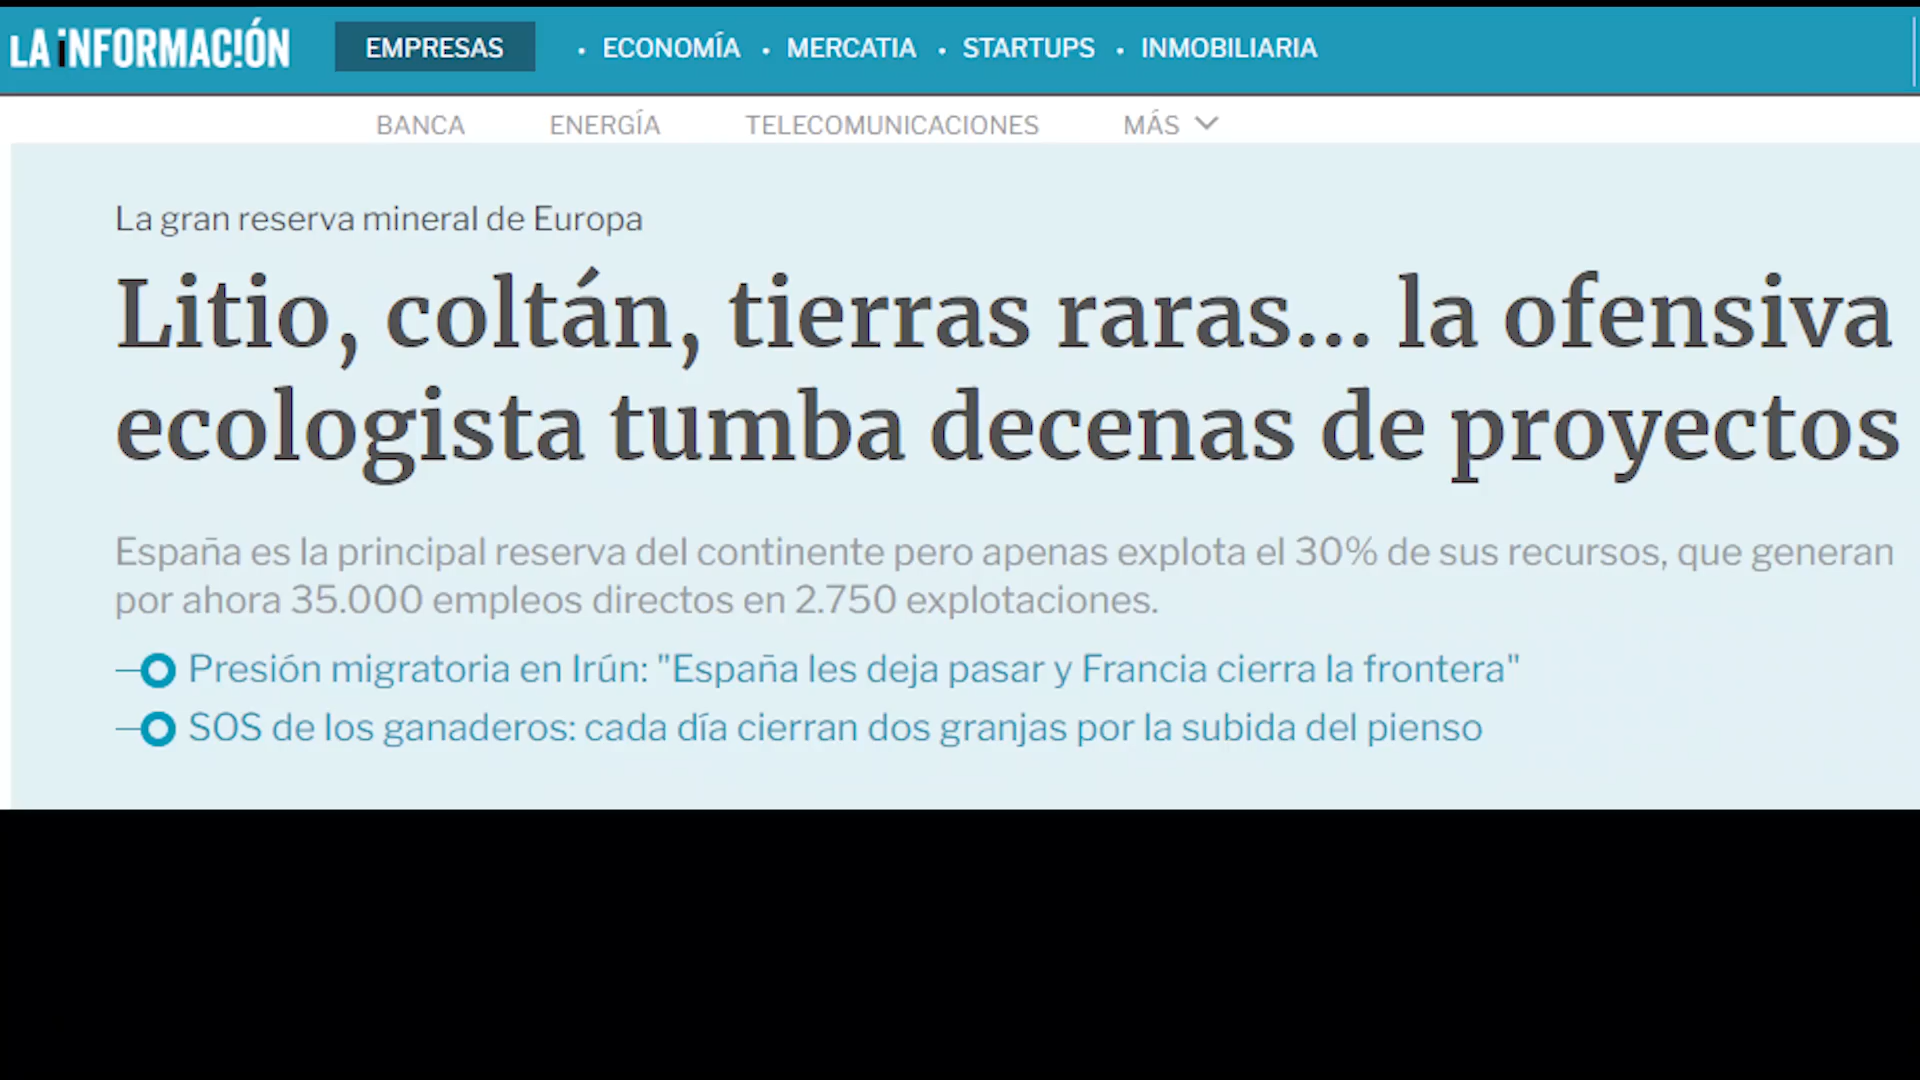 LA iNFORMAC!ÓN EMPRESAS • ECONOMÍA • MERCATIA • STARTUPS • INMOBILIARIA
BANCA ENERGÍA TELECOMUNICACIONES MÁS
La gran reserva mineral de Europa
Litio, coltán, tierras raras... la ofensiva
ecologista tumba decenas de proyectos
España es la principal reserva del continente pero apenas explota el 30% de sus recursos, que generan
por ahora 35.000 empleos directos en 2.750 explotaciones.
Presión migratoria en Irún: "España les deja pasar y Francia cierra la frontera"
SOS de los ganaderos: cada día cierran dos granjas por la subida del pienso